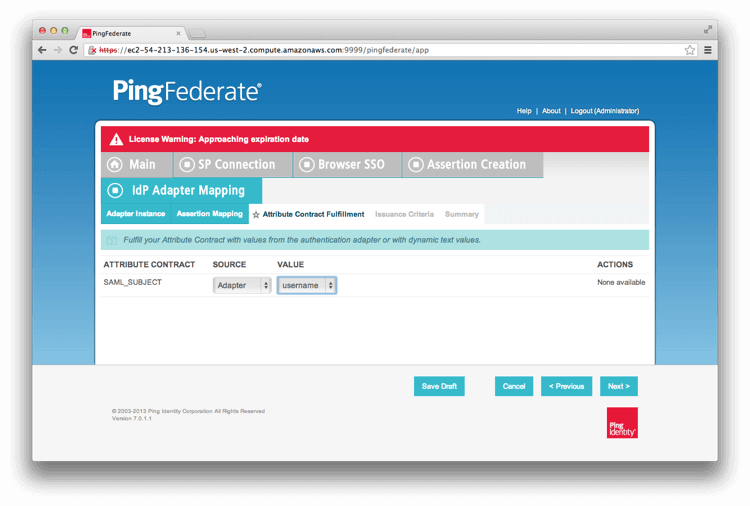 PingFederate
https://ec2-54-213-136-154.us-west-2.compute.amazonaws.com:9999/pingfederate/app
PingFederate®
Help | About | Logout (Administrator)
License Warning: Approaching expiration date
Main SP Connection Browser SSO Assertion Creation
IdP Adapter Mapping
Adapter Instance Assertion Mapping Attribute Contract Fulfillment Issuance Criteria Summary
Fulfill your Attribute Contract with values from the authentication adapter or with dynamic text values.
ATTRIBUTE CONTRACT SOURCE VALUE ACTIONS
SAML_SUBJECT Adapter username None available
Save Draft Cancel < Previous Next >
© 2003-2013 Ping Identity Corporation All Rights Reserved
Version 7.0.1.1
Ping
Identity®